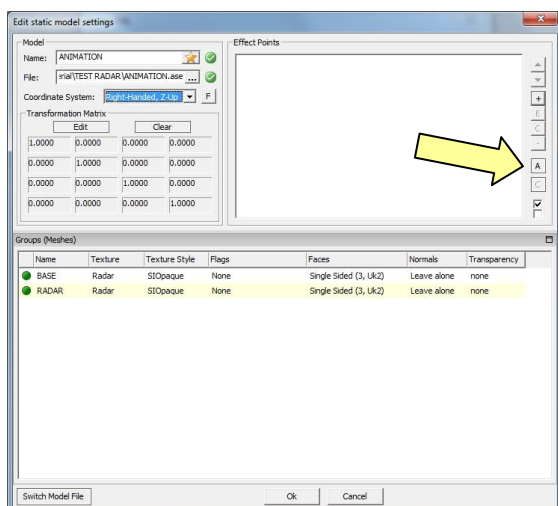 Edit static model settings
Model
Name: ANIMATION
File: :rial\TEST RADAR\ANIMATION.ase ...
Coordinate System: Right-Handed, Z-Up F
Transformation Matrix
Edit Clear
1.0000 0.0000 0.0000 0.0000
0.0000 1.0000 0.0000 0.0000
0.0000 0.0000 1.0000 0.0000
0.0000 0.0000 0.0000 1.0000
Effect Points
+
E
C
-
A
C
Groups (Meshes)
Name Texture Texture Style Flags Faces Normals Transparency
BASE Radar SIOpaque None Single Sided (3, Uk2) Leave alone none
RADAR Radar SIOpaque None Single Sided (3, Uk2) Leave alone none
Switch Model File Ok Cancel